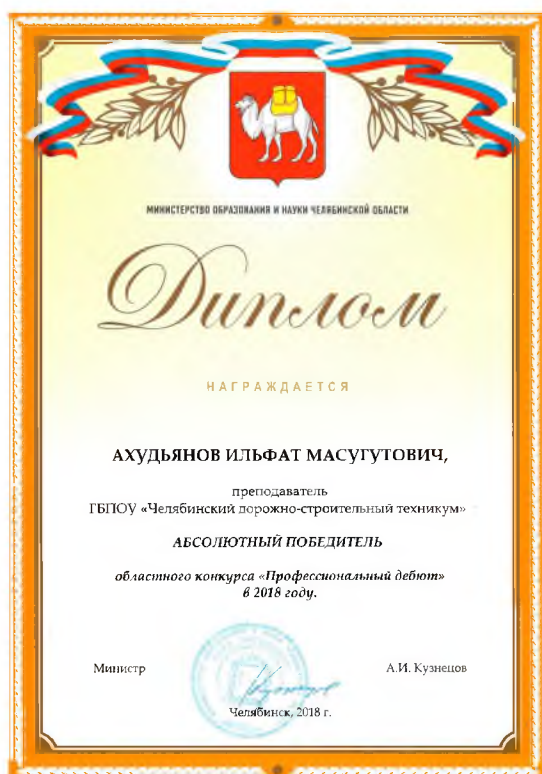 МИНИСТЕРСТВО ОБРАЗОВАНИЯ И НАУКИ ЧЕЛЯБИНСКОЙ ОБЛАСТИ
Диплом
НАГРАЖДАЕТСЯ
АХУДЬЯНОВ ИЛЬФАТ МАСУГУТОВИЧ,
преподаватель
ГБПОУ «Челябинский дорожно-строительный техникум»
АБСОЛЮТНЫЙ ПОБЕДИТЕЛЬ
областного конкурса «Профессиональный дебют»
в 2018 году.
Министр
А.И. Кузнецов
Челябинск, 2018 г.